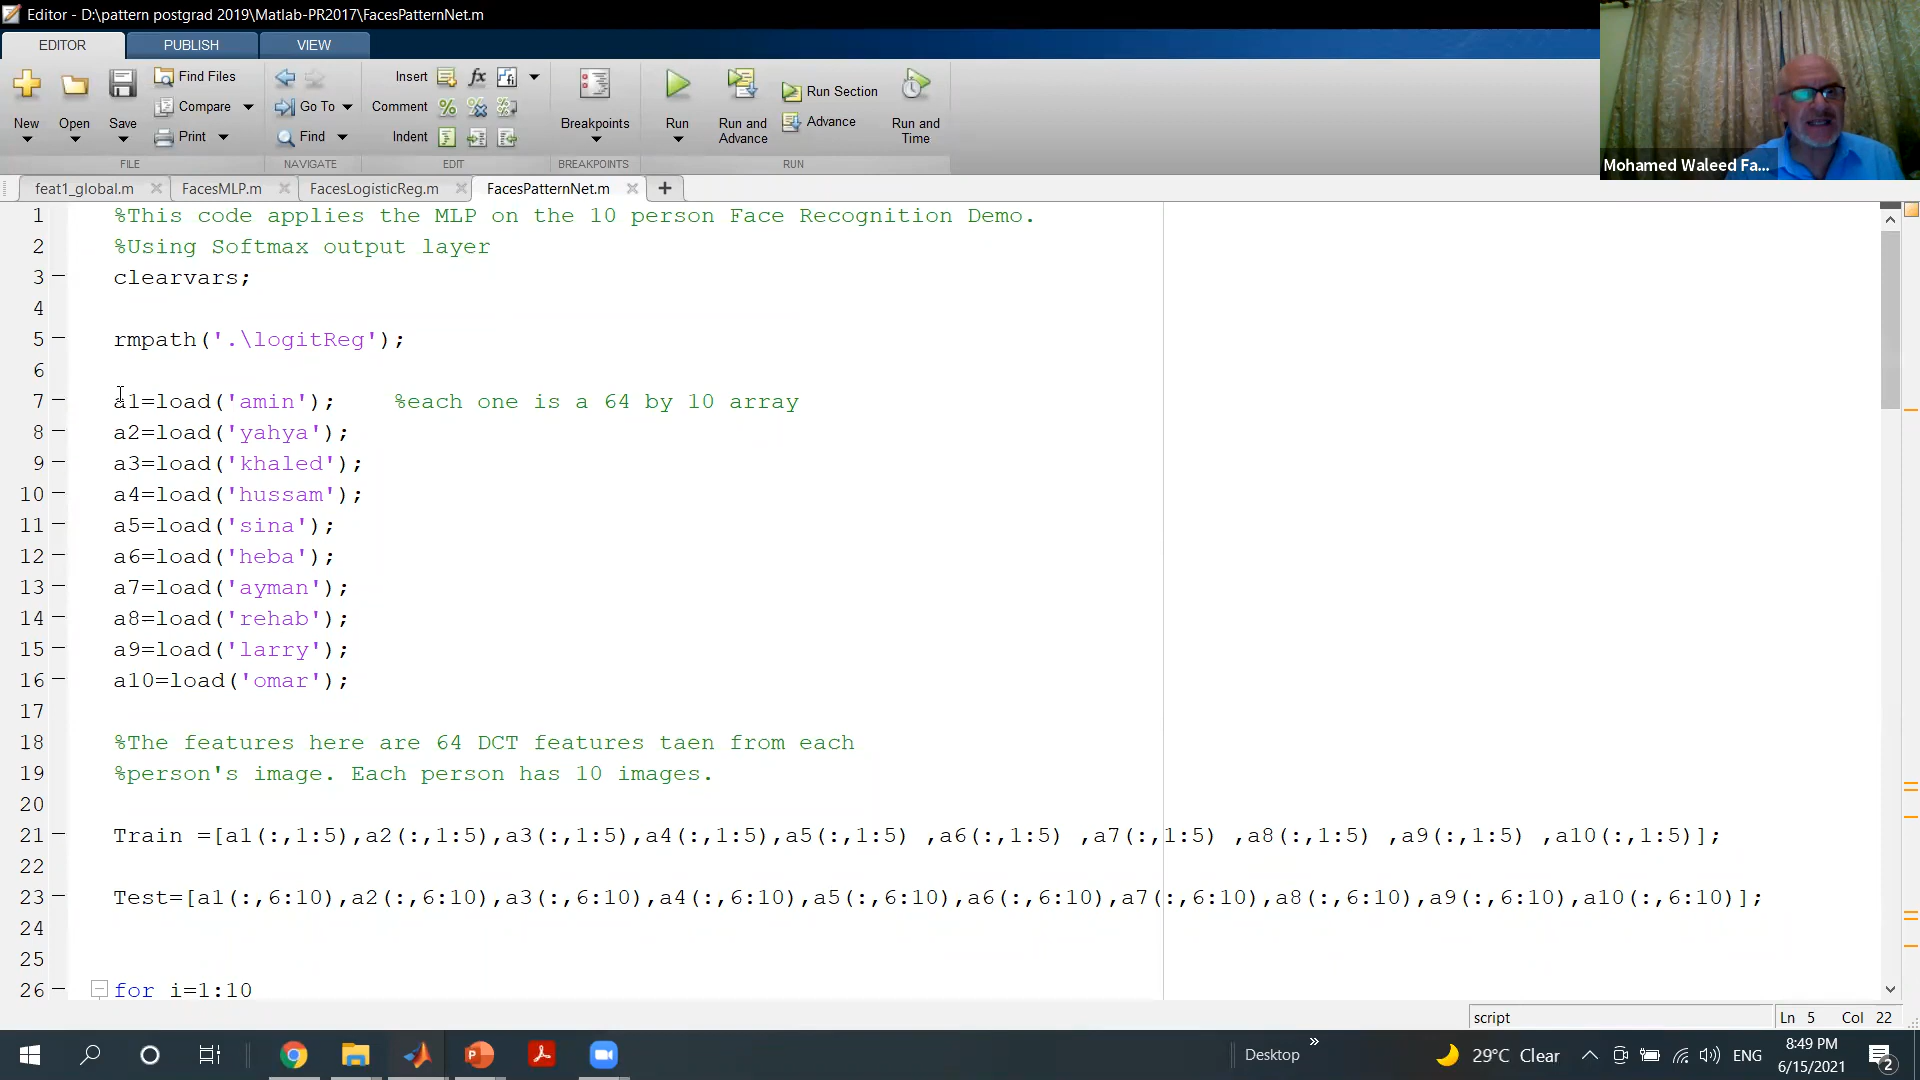 Editor - D:\pattern postgrad 2019\Matlab-PR2017\FacesPatternNet.m
EDITOR PUBLISH VIEW
New Open Save Find Files Compare Print
Go To Find
Insert Comment Indent
Breakpoints
Run Run and Advance Run Section Advance Run and Time
FILE NAVIGATE EDIT BREAKPOINTS RUN
Mohamed Waleed Fa...
feat1_global.m FacesMLP.m FacesLogisticReg.m FacesPatternNet.m
1 %This code applies the MLP on the 10 person Face Recognition Demo.
2 %Using Softmax output layer
3 clearvars;
4
5 rmpath('.\logitReg');
6
7 a1=load('amin'); %each one is a 64 by 10 array
8 a2=load('yahya');
9 a3=load('khaled');
10 a4=load('hussam');
11 a5=load('sina');
12 a6=load('heba');
13 a7=load('ayman');
14 a8=load('rehab');
15 a9=load('larry');
16 a10=load('omar');
17
18 %The features here are 64 DCT features taen from each
19 %person's image. Each person has 10 images.
20
21 Train =[a1(:,1:5),a2(:,1:5),a3(:,1:5),a4(:,1:5),a5(:,1:5) ,a6(:,1:5) ,a7(:,1:5) ,a8(:,1:5) ,a9(:,1:5) ,a10(:,1:5)];
22
23 Test=[a1(:,6:10),a2(:,6:10),a3(:,6:10),a4(:,6:10),a5(:,6:10),a6(:,6:10),a7(:,6:10),a8(:,6:10),a9(:,6:10),a10(:,6:10)];
24
25
26 for i=1:10
script Ln 5 Col 22
Desktop 29°C Clear ENG 8:49 PM
6/15/2021 2